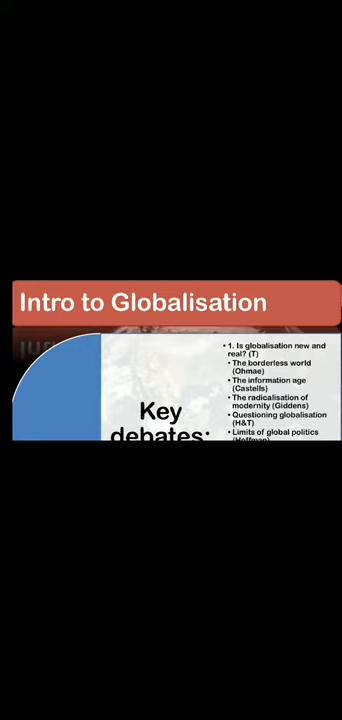 Intro to Globalisation
Key
debates:
• 1. Is globalisation new and
real? (T)
• The borderless world
(Ohmae)
• The information age
(Castells)
• The radicalisation of
modernity (Giddens)
• Questioning globalisation
(H&T)
• Limits of global politics
(Hoffman)